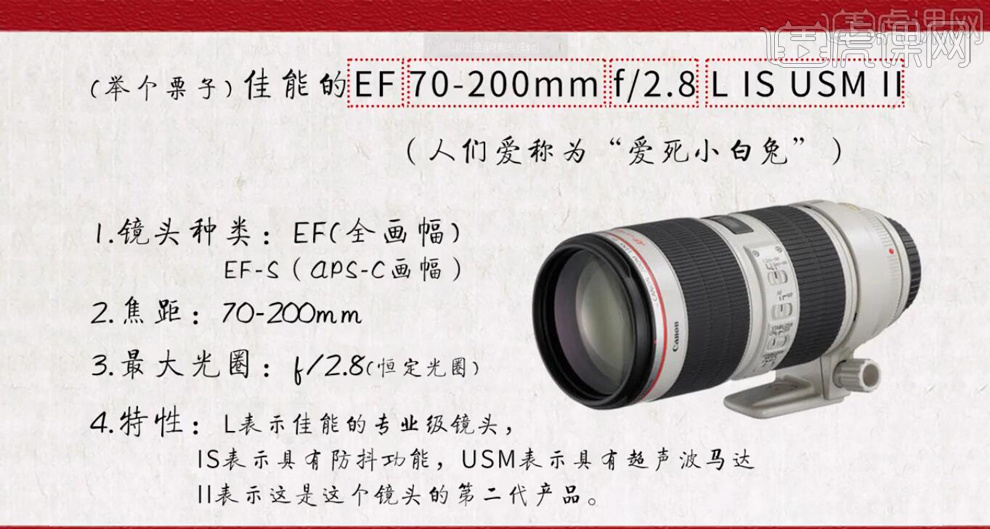 虎课网
(举个栗子)佳能的EF 70-200mm f/2.8 L IS USM II
(人们爱称为“爱死小白兔”)
1.镜头种类：EF(全画幅)
EF-S(APS-C画幅)
2.焦距：70-200mm
3.最大光圈：f/2.8(恒定光圈)
4.特性：L表示佳能的专业级镜头，
IS表示具有防抖功能，USM表示具有超声波马达
II表示这是这个镜头的第二代产品。
Canon